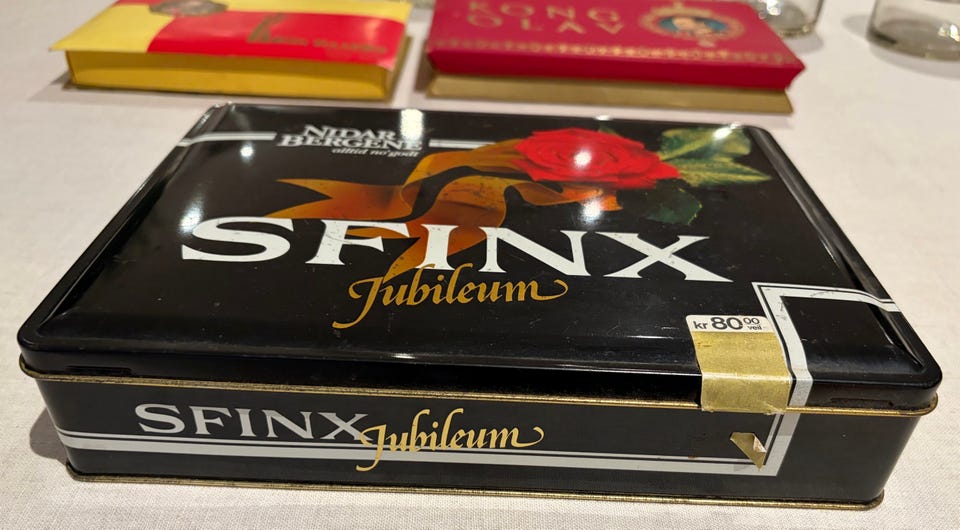 KONG
OLAV
NIDAR
BERGENE
alltid no'godt
SFINX
Jubileum
kr 80 00
veil
SFINX
Jubileum